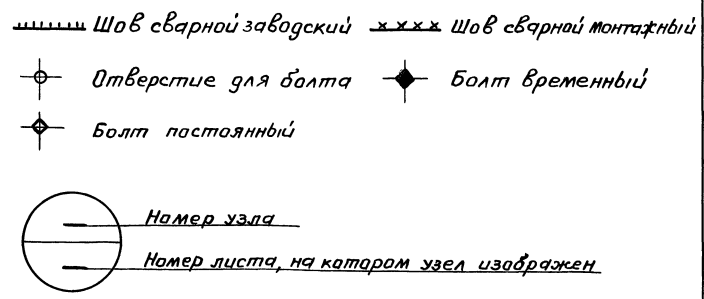 Шов сварной заводский
Шов сварной монтажный
Отверстие для болта
Болт временный
Болт постоянный
Номер узла
Номер листа, на котором узел изображен